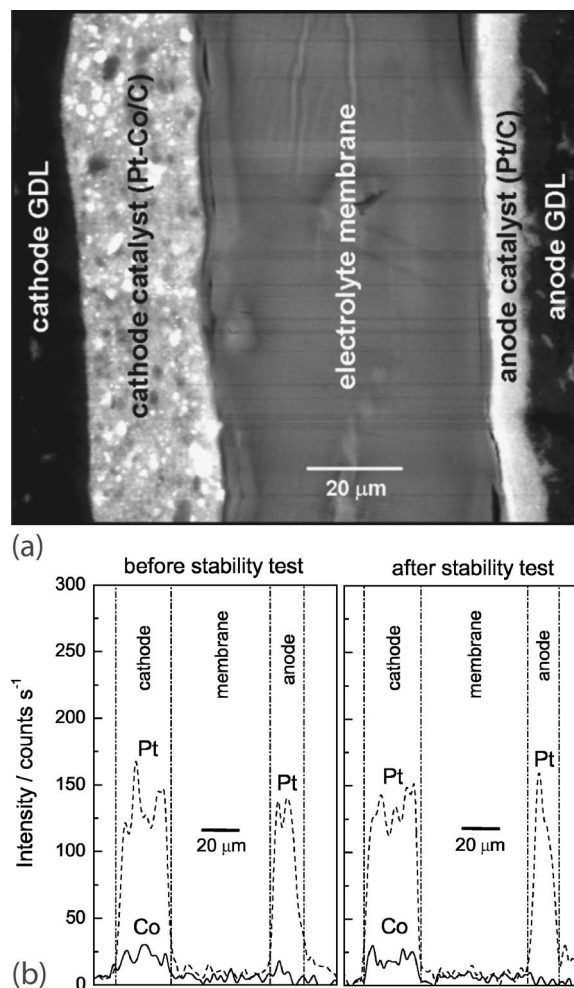 cathode GDL
cathode catalyst (Pt-Co/C)
electrolyte membrane
anode catalyst (Pt/C)
anode GDL
20 μm
(a)
before stability test
after stability test
300
250
200
150
100
50
0
Intensity / counts s⁻¹
cathode
membrane
anode
Pt
Pt
20 μm
Co
cathode
membrane
anode
Pt
Pt
20 μm
Co
(b)